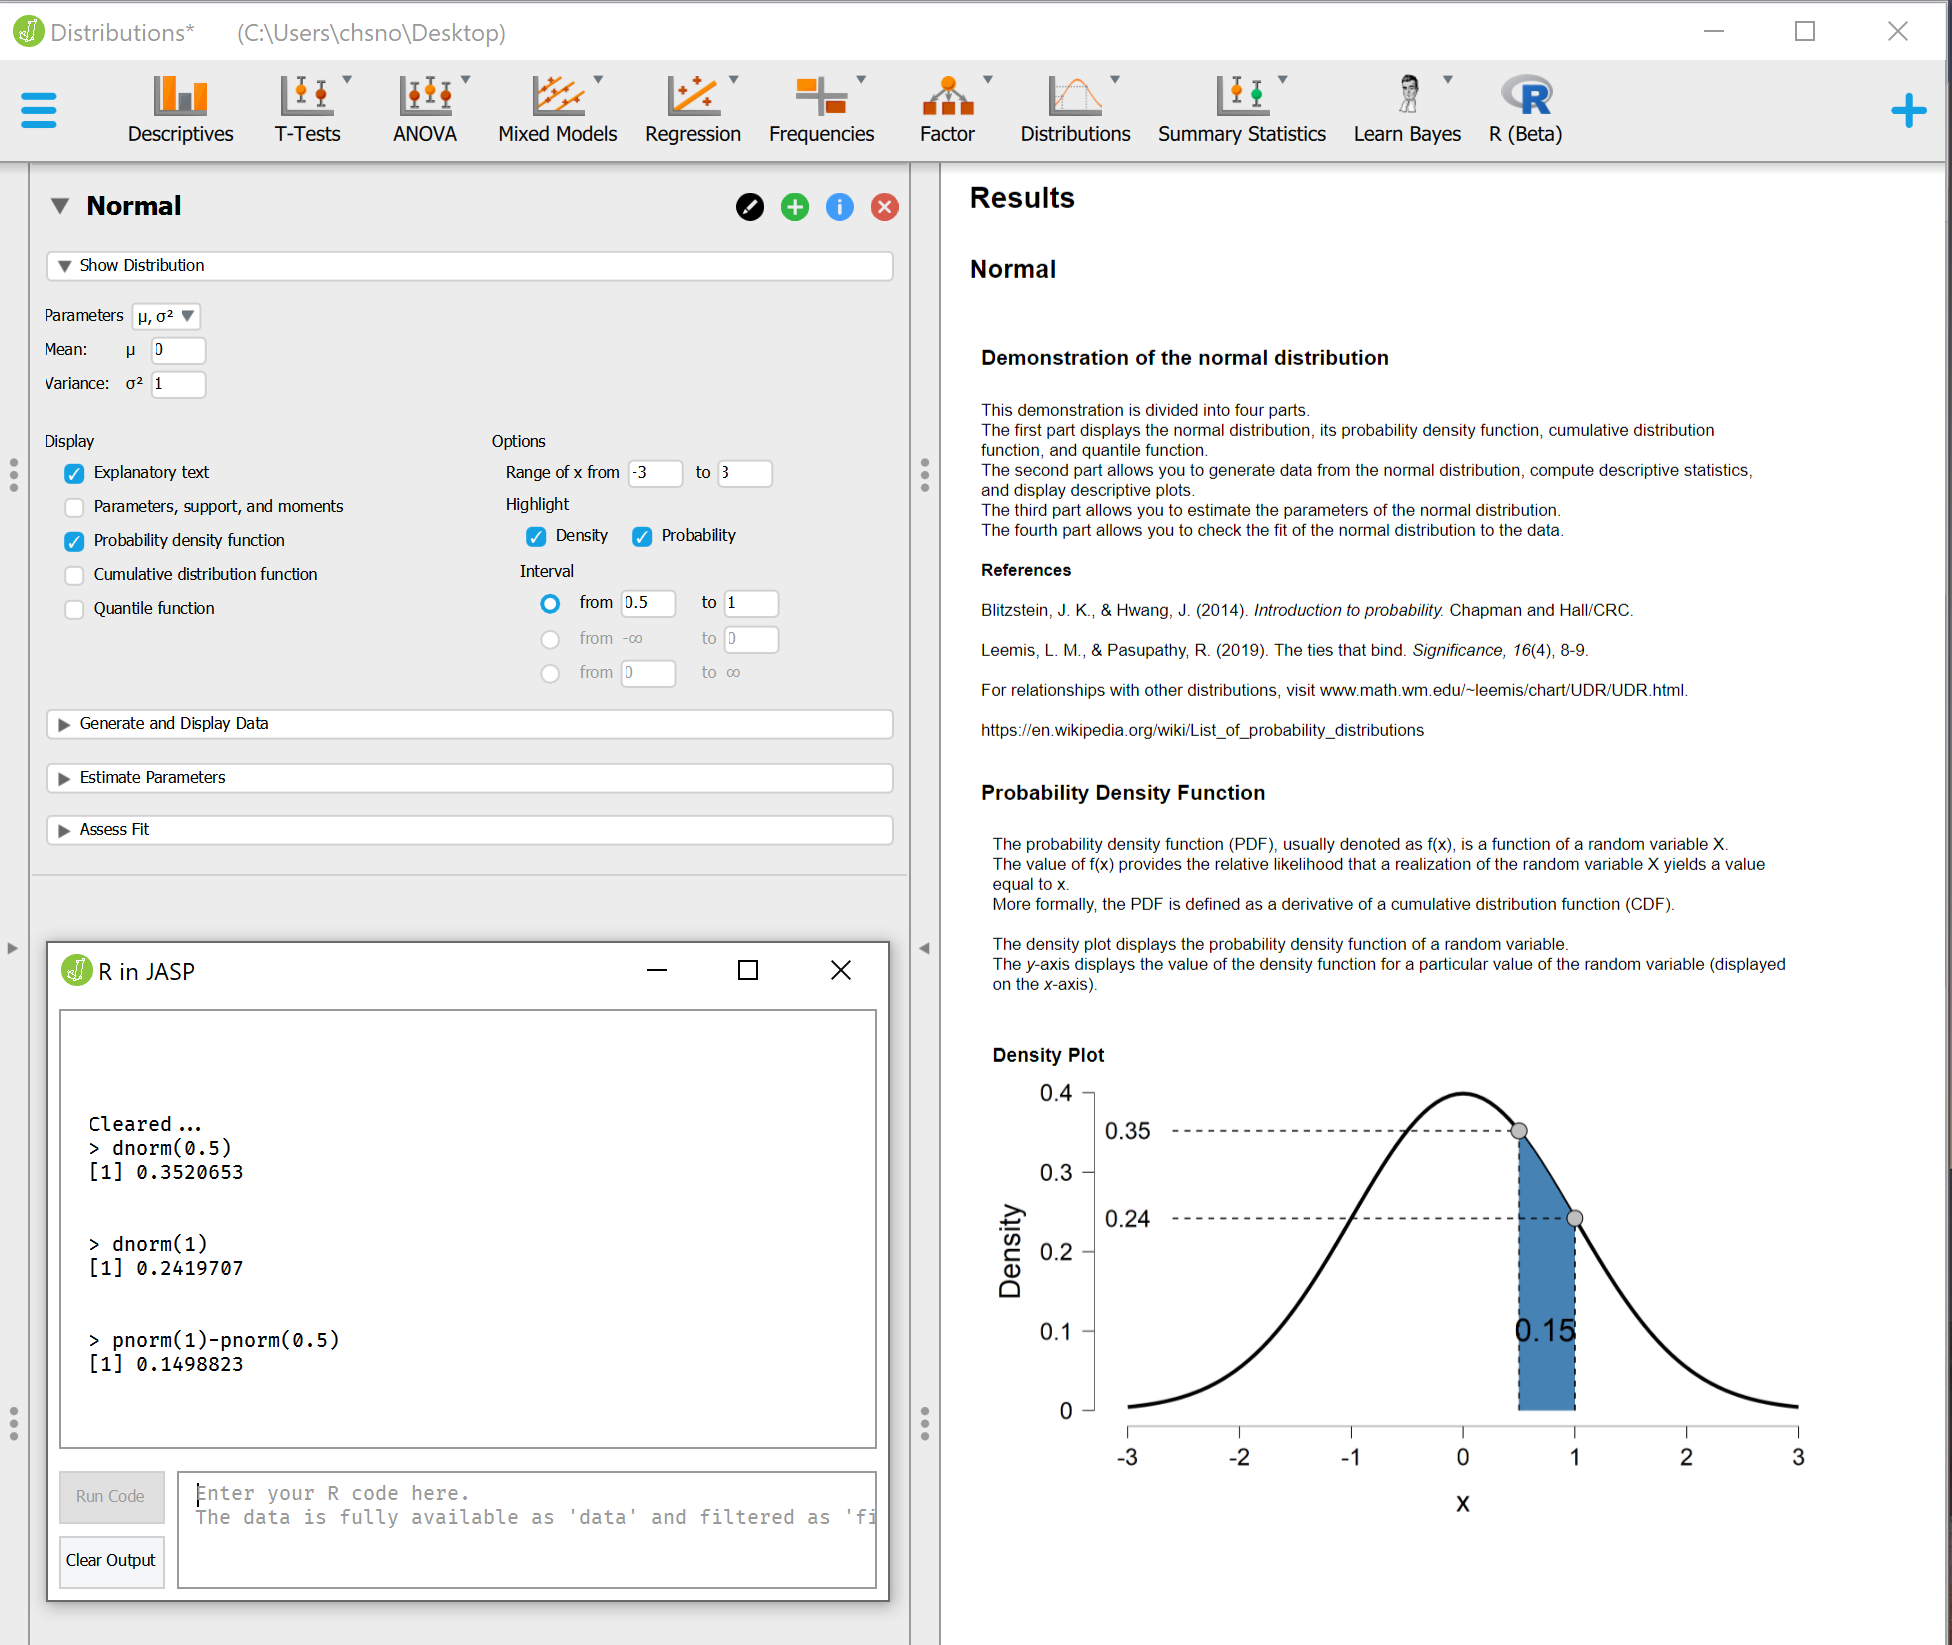 Distributions* (C:\Users\chsno\Desktop)
Descriptives T-Tests ANOVA Mixed Models Regression Frequencies Factor Distributions Summary Statistics Learn Bayes R (Beta)
Normal
Show Distribution
Parameters μ, σ²
Mean: μ 0
Variance: σ² 1
Display
Explanatory text
Parameters, support, and moments
Probability density function
Cumulative distribution function
Quantile function
Options
Range of x from -3 to 3
Highlight
Density Probability
Interval
from 0.5 to 1
from -∞ to 0
from 0 to ∞
Generate and Display Data
Estimate Parameters
Assess Fit
R in JASP
Cleared...
> dnorm(0.5)
[1] 0.3520653
> dnorm(1)
[1] 0.2419707
> pnorm(1)-pnorm(0.5)
[1] 0.1498823
Run Code
Clear Output
Enter your R code here.
The data is fully available as 'data' and filtered as 'fi
Results
Normal
Demonstration of the normal distribution
This demonstration is divided into four parts.
The first part displays the normal distribution, its probability density function, cumulative distribution
function, and quantile function.
The second part allows you to generate data from the normal distribution, compute descriptive statistics,
and display descriptive plots.
The third part allows you to estimate the parameters of the normal distribution.
The fourth part allows you to check the fit of the normal distribution to the data.
References
Blitzstein, J. K., & Hwang, J. (2014). Introduction to probability. Chapman and Hall/CRC.
Leemis, L. M., & Pasupathy, R. (2019). The ties that bind. Significance, 16(4), 8-9.
For relationships with other distributions, visit www.math.wm.edu/~leemis/chart/UDR/UDR.html.
https://en.wikipedia.org/wiki/List_of_probability_distributions
Probability Density Function
The probability density function (PDF), usually denoted as f(x), is a function of a random variable X.
The value of f(x) provides the relative likelihood that a realization of the random variable X yields a value
equal to x.
More formally, the PDF is defined as a derivative of a cumulative distribution function (CDF).
The density plot displays the probability density function of a random variable.
The y-axis displays the value of the density function for a particular value of the random variable (displayed
on the x-axis).
Density Plot
0.4
0.35
0.3
0.24
0.2
0.1
0.15
0
Density
-3 -2 -1 0 1 2 3
x